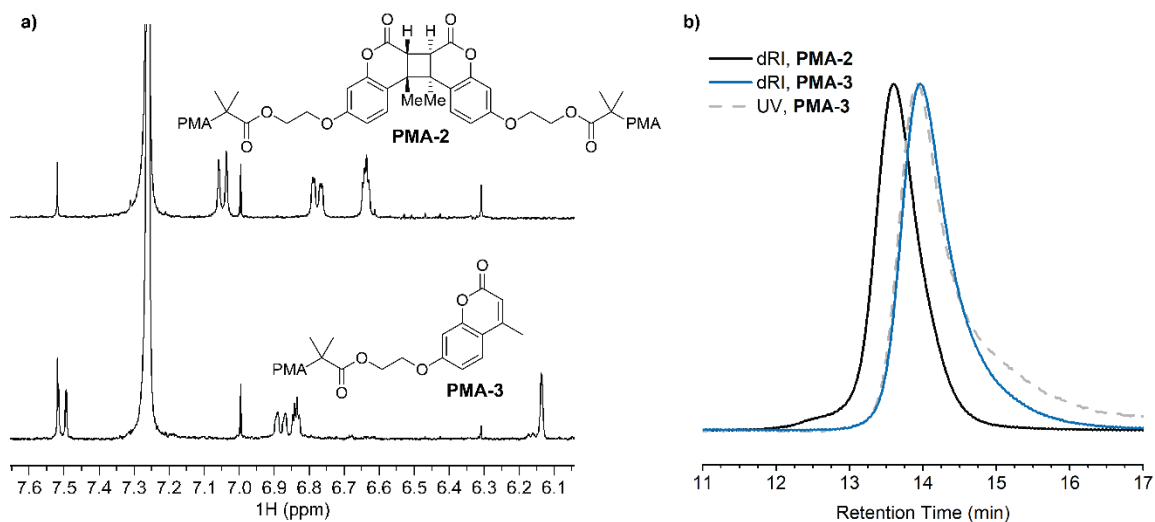 a)
O H H O
O O
Me Me
PMA O O O O PMA
O O
PMA-2
O
O
O
PMA O
O
PMA-3
7.6 7.5 7.4 7.3 7.2 7.1 7.0 6.9 6.8 6.7 6.6 6.5 6.4 6.3 6.2 6.1
1H (ppm)
b)
dRI, PMA-2
dRI, PMA-3
UV, PMA-3
11 12 13 14 15 16 17
Retention Time (min)